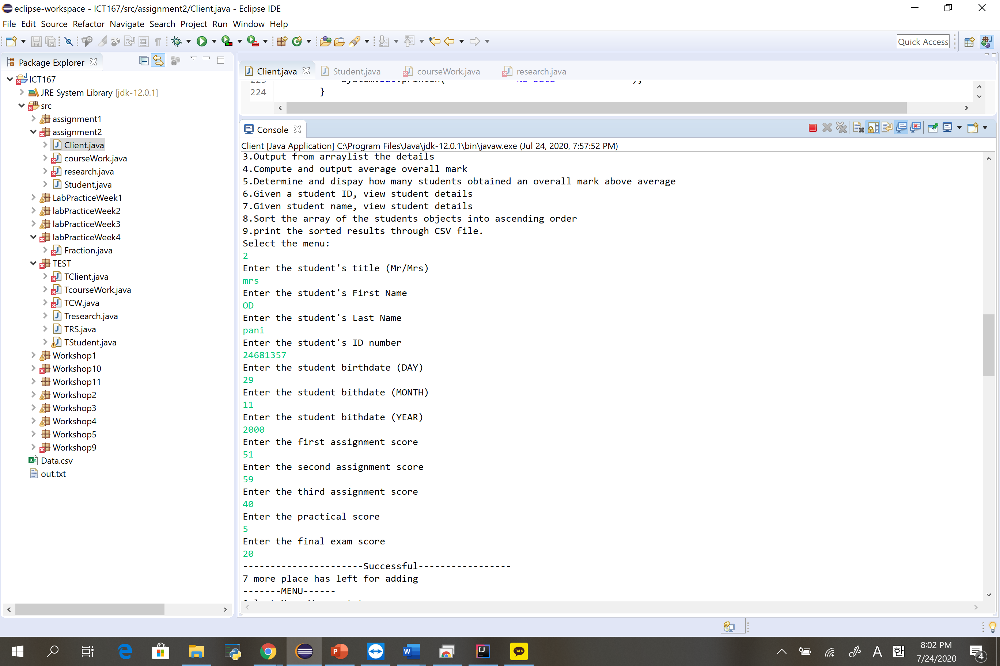 eclipse-workspace - ICT167/src/assignment2/Client.java - Eclipse IDE
File Edit Source Refactor Navigate Search Project Run Window Help
Quick Access
Package Explorer
ICT167
JRE System Library [jdk-12.0.1]
src
assignment1
assignment2
Client.java
courseWork.java
research.java
Student.java
LabPracticeWeek1
labPracticeWeek2
labPracticeWeek3
labPracticeWeek4
Fraction.java
TEST
TClient.java
TcourseWork.java
TCW.java
Tresearch.java
TRS.java
TStudent.java
Workshop1
Workshop10
Workshop11
Workshop2
Workshop3
Workshop4
Workshop5
Workshop9
Data.csv
out.txt
Client.java Student.java courseWork.java research.java
224 }
Console
Client [Java Application] C:\Program Files\Java\jdk-12.0.1\bin\javaw.exe (Jul 24, 2020, 7:57:52 PM)
3.Output from arraylist the details
4.Compute and output average overall mark
5.Determine and dispay how many students obtained an overall mark above average
6.Given a student ID, view student details
7.Given student name, view student details
8.Sort the array of the students objects into ascending order
9.print the sorted results through CSV file.
Select the menu:
2
Enter the student's title (Mr/Mrs)
mrs
Enter the student's First Name
OD
Enter the student's Last Name
pani
Enter the student's ID number
24681357
Enter the student birthdate (DAY)
29
Enter the student bithdate (MONTH)
11
Enter the student bithdate (YEAR)
2000
Enter the first assignment score
51
Enter the second assignment score
59
Enter the third assignment score
40
Enter the practical score
5
Enter the final exam score
20
----------------------Successful-----------------
7 more place has left for adding
-------MENU------
TALK
A 한
8:02 PM
7/24/2020
4